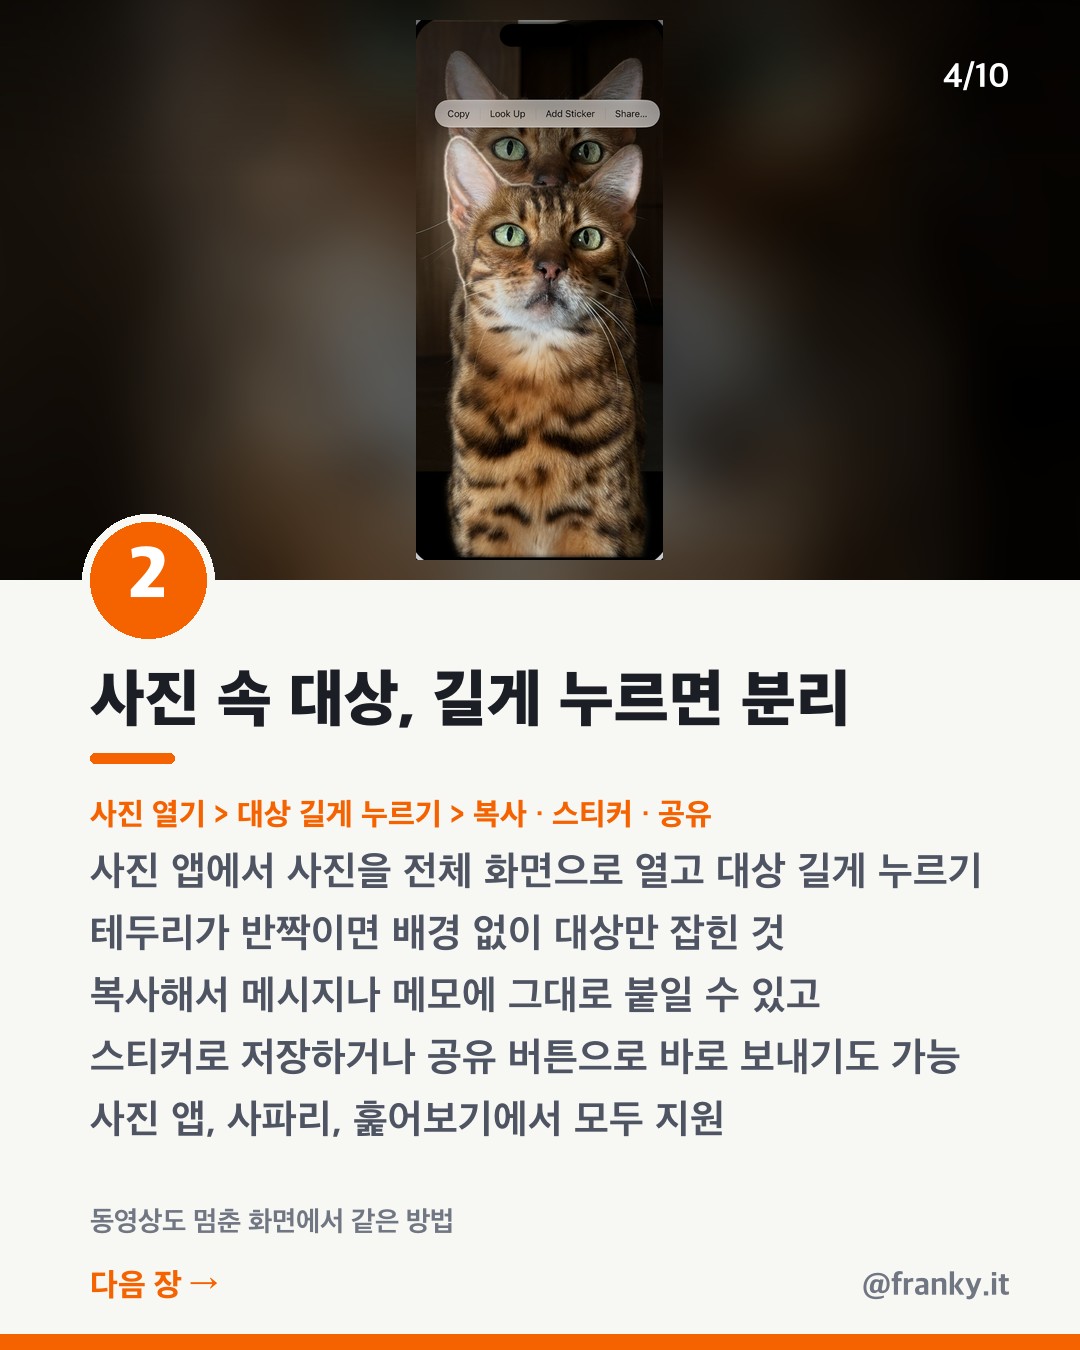 4/10
Copy Look Up Add Sticker Share...
2
사진 속 대상, 길게 누르면 분리
사진 열기 > 대상 길게 누르기 > 복사 · 스티커 · 공유
사진 앱에서 사진을 전체 화면으로 열고 대상 길게 누르기
테두리가 반짝이면 배경 없이 대상만 잡힌 것
복사해서 메시지나 메모에 그대로 붙일 수 있고
스티커로 저장하거나 공유 버튼으로 바로 보내기도 가능
사진 앱, 사파리, 훑어보기에서 모두 지원
동영상도 멈춘 화면에서 같은 방법
다음 장 →
@franky.it